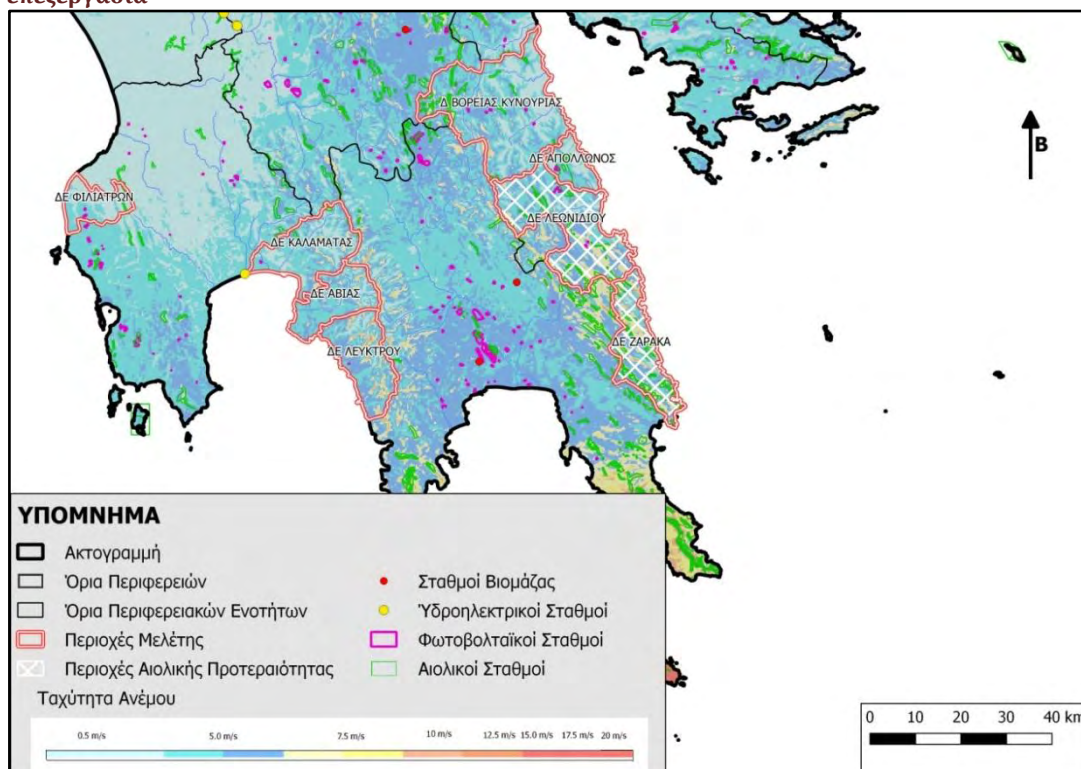 επεξεργασία
Δ.ΒΟΡΕΙΑΣ ΚΥΝΟΥΡΙΑΣ
Β
ΔΕ ΑΠΟΛΛΩΝΟΣ
ΔΕ ΦΙΛΙΑΤΡΩΝ
ΔΕ ΛΕΩΝΙΔΙΟΥ
ΔΕ ΚΑΛΑΜΑΤΑΣ
ΔΕ ΑΒΙΑΣ
ΔΕ ΖΑΡΑΚΑ
ΔΕ ΛΕΥΚΤΡΟΥ
ΥΠΟΜΝΗΜΑ
Ακτογραμμή
Όρια Περιφερειών
Όρια Περιφερειακών Ενοτήτων
Περιοχές Μελέτης
Περιοχές Αιολικής Προτεραιότητας
Σταθμοί Βιομάζας
Ύδροηλεκτρικοί Σταθμοί
Φωτοβολταϊκοί Σταθμοί
Αιολικοί Σταθμοί
Ταχύτητα Ανέμου
0.5 m/s 5.0 m/s 7.5 m/s 10 m/s 12.5 m/s 15.0 m/s 17.5 m/s 20 m/s
0 10 20 30 40 km